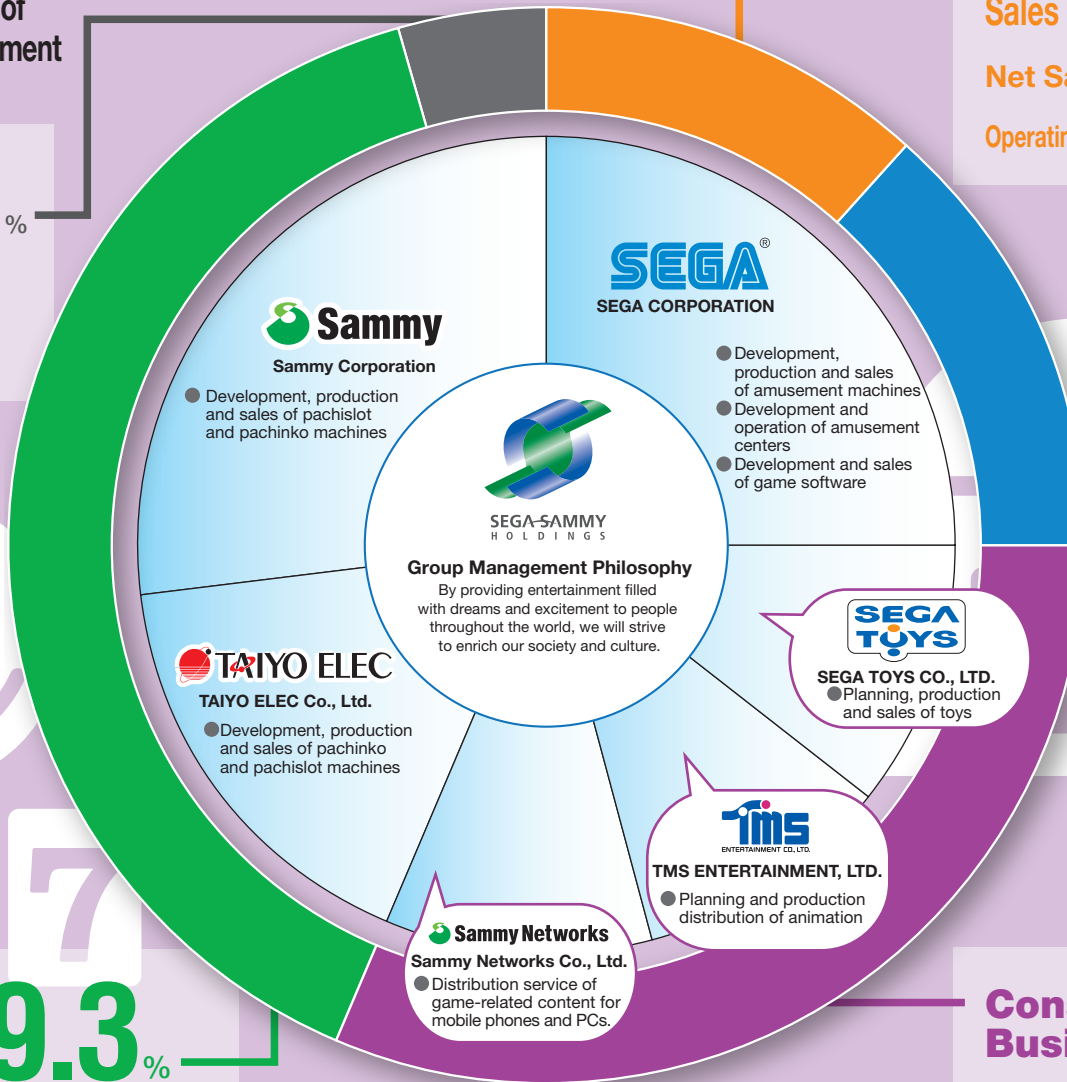 of
ment
%
Sales
Net Sa
Operatin
Sammy
Sammy Corporation
Development, production
and sales of pachislot
and pachinko machines
SEGA®
SEGA CORPORATION
Development,
production and sales
of amusement machines
Development and
operation of amusement
centers
Development and sales
of game software
SEGA SAMMY
HOLDINGS
Group Management Philosophy
By providing entertainment filled
with dreams and excitement to people
throughout the world, we will strive
to enrich our society and culture.
TAIYO ELEC
TAIYO ELEC Co., Ltd.
Development, production
and sales of pachinko
and pachislot machines
SEGA
TOYS
SEGA TOYS CO., LTD.
Planning, production
and sales of toys
TMS
ENTERTAINMENT CO., LTD.
TMS ENTERTAINMENT, LTD.
Planning and production
distribution of animation
Sammy Networks
Sammy Networks Co., Ltd.
Distribution service of
game-related content for
mobile phones and PCs.
7
9.3%
Cons
Busi